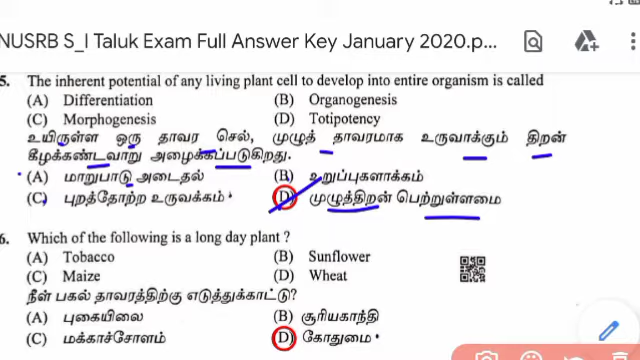 NUSRB S_I Taluk Exam Full Answer Key January 2020.p...
5. The inherent potential of any living plant cell to develop into entire organism is called
(A) Differentiation (B) Organogenesis
(C) Morphogenesis (D) Totipotency
உயிருள்ள ஒரு தாவர செல், முழுத் தாவரமாக உருவாக்கும் திறன்
கீழக்கண்டவாறு அழைக்கப்படுகிறது.
(A) மாறுபாடு அடைதல் (B) உறுப்புகளாக்கம்
(C) புறத்தோற்ற உருவக்கம் (D) முழுத்திறன் பெற்றுள்ளமை
6. Which of the following is a long day plant ?
(A) Tobacco (B) Sunflower
(C) Maize (D) Wheat
நீள் பகல் தாவரத்திற்கு எடுத்துக்காட்டு?
(A) புகையிலை (B) சூரியகாந்தி
(C) மக்காச்சோளம் (D) கோதுமை